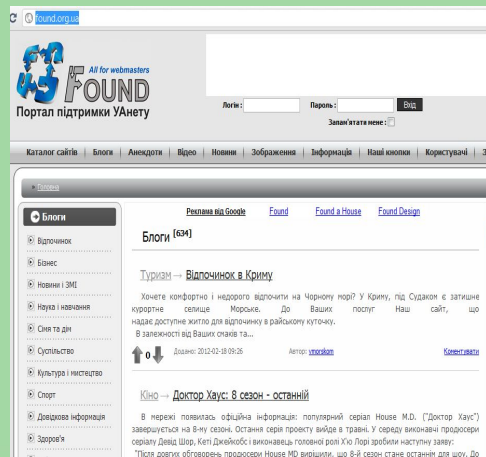 found.org.ua
All for webmasters
FOUND
Портал підтримки УАнету
Логін :
Пароль :
Вхід
Запам'ятати мене :
Каталог сайтів | Блоги | Анекдоти | Відео | Новини | Зображення | Інформація | Наші кнопки | Користувачі |
Головна
Блоги
Відпочинок
Бізнес
Новини і ЗМІ
Наука і навчання
Сімя та дім
Суспільство
Культура і мистецтво
Спорт
Довідкова інформація
Здоров'я
Реклама від Google Found Found a House Found Design
Блоги [634]
Туризм → Відпочинок в Криму
Хочете комфортно і недорого відпочити на Чорному морі? У Криму, під Судаком є затишне
курортне селище Морське. До Ваших послуг Наш сайт, що
надає доступне житло для відпочинку в райському куточку.
В залежності від Ваших смаків та...
0 Додано: 2012-02-18 09:26 Автор: vmorskom Коментувати
Кіно → Доктор Хаус: 8 сезон - останній
В мережі появилась офіційна інформація: популярний серіал House M.D. ("Доктор Хаус")
завершується на 8-му сезоні. Остання серія проекту вийде в травні. У середу виконавчі продюсери
серіалу Девід Шор, Кеті Джейкобс і виконавець головної ролі Х'ю Лорі зробили наступну заяву:
"Після довгих обговорень продюсери House MD вирішили, що 8-й сезон стане останнім для шоу. До